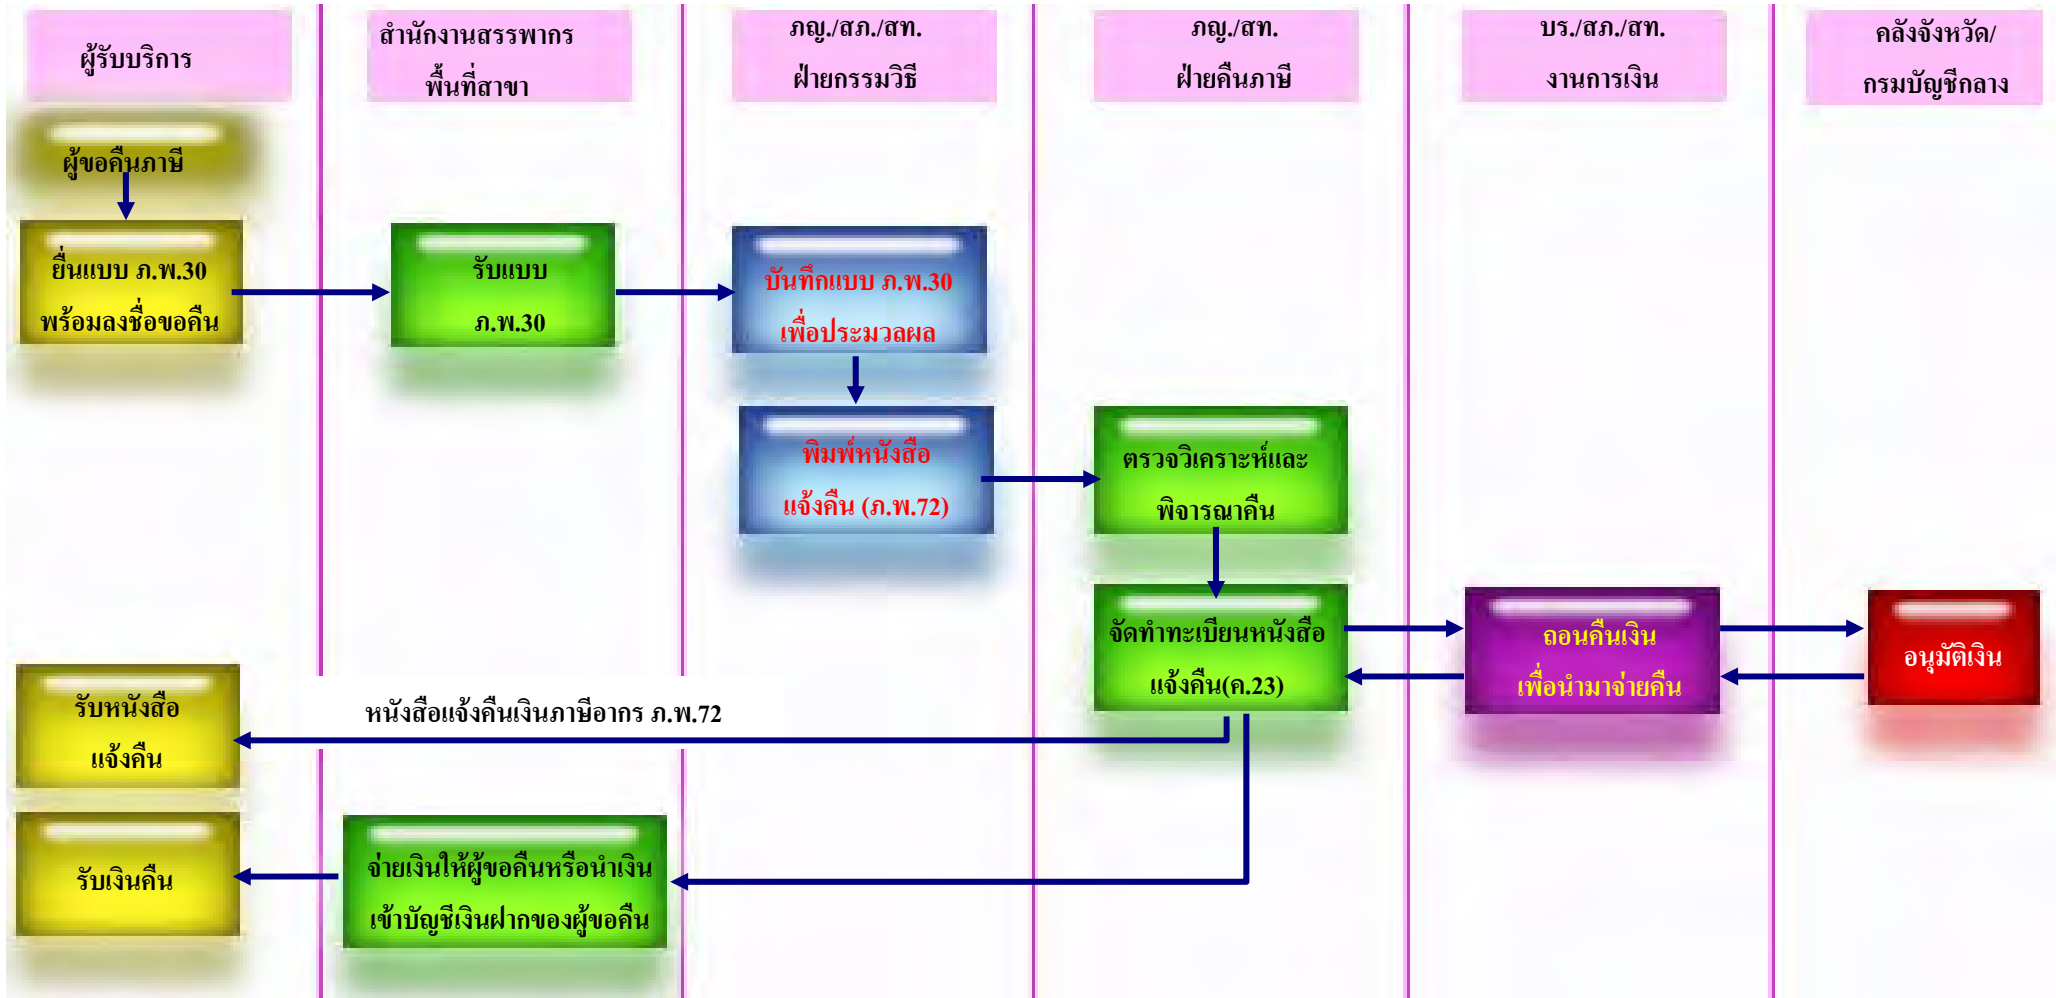 ผู้รับบริการ
สำนักงานสรรพากร
พื้นที่สาขา
ภญ./สภ./สท.
ฝ่ายกรรมวิธี
ภญ./สท.
ฝ่ายคืนภาษี
บร./สภ./สท.
งานการเงิน
คลังจังหวัด/
กรมบัญชีกลาง
ผู้ขอคืนภาษี
ยื่นแบบ ภ.พ.30
พร้อมลงชื่อขอคืน
รับแบบ
ภ.พ.30
บันทึกแบบ ภ.พ.30
เพื่อประมวลผล
พิมพ์หนังสือ
แจ้งคืน (ภ.พ.72)
ตรวจวิเคราะห์และ
พิจารณาคืน
จัดทำทะเบียนหนังสือ
แจ้งคืน(ค.23)
ถอนคืนเงิน
เพื่อนำมาจ่ายคืน
อนุมัติเงิน
รับหนังสือ
แจ้งคืน
หนังสือแจ้งคืนเงินภาษีอากร ภ.พ.72
รับเงินคืน
จ่ายเงินให้ผู้ขอคืนหรือนำเงิน
เข้าบัญชีเงินฝากของผู้ขอคืน